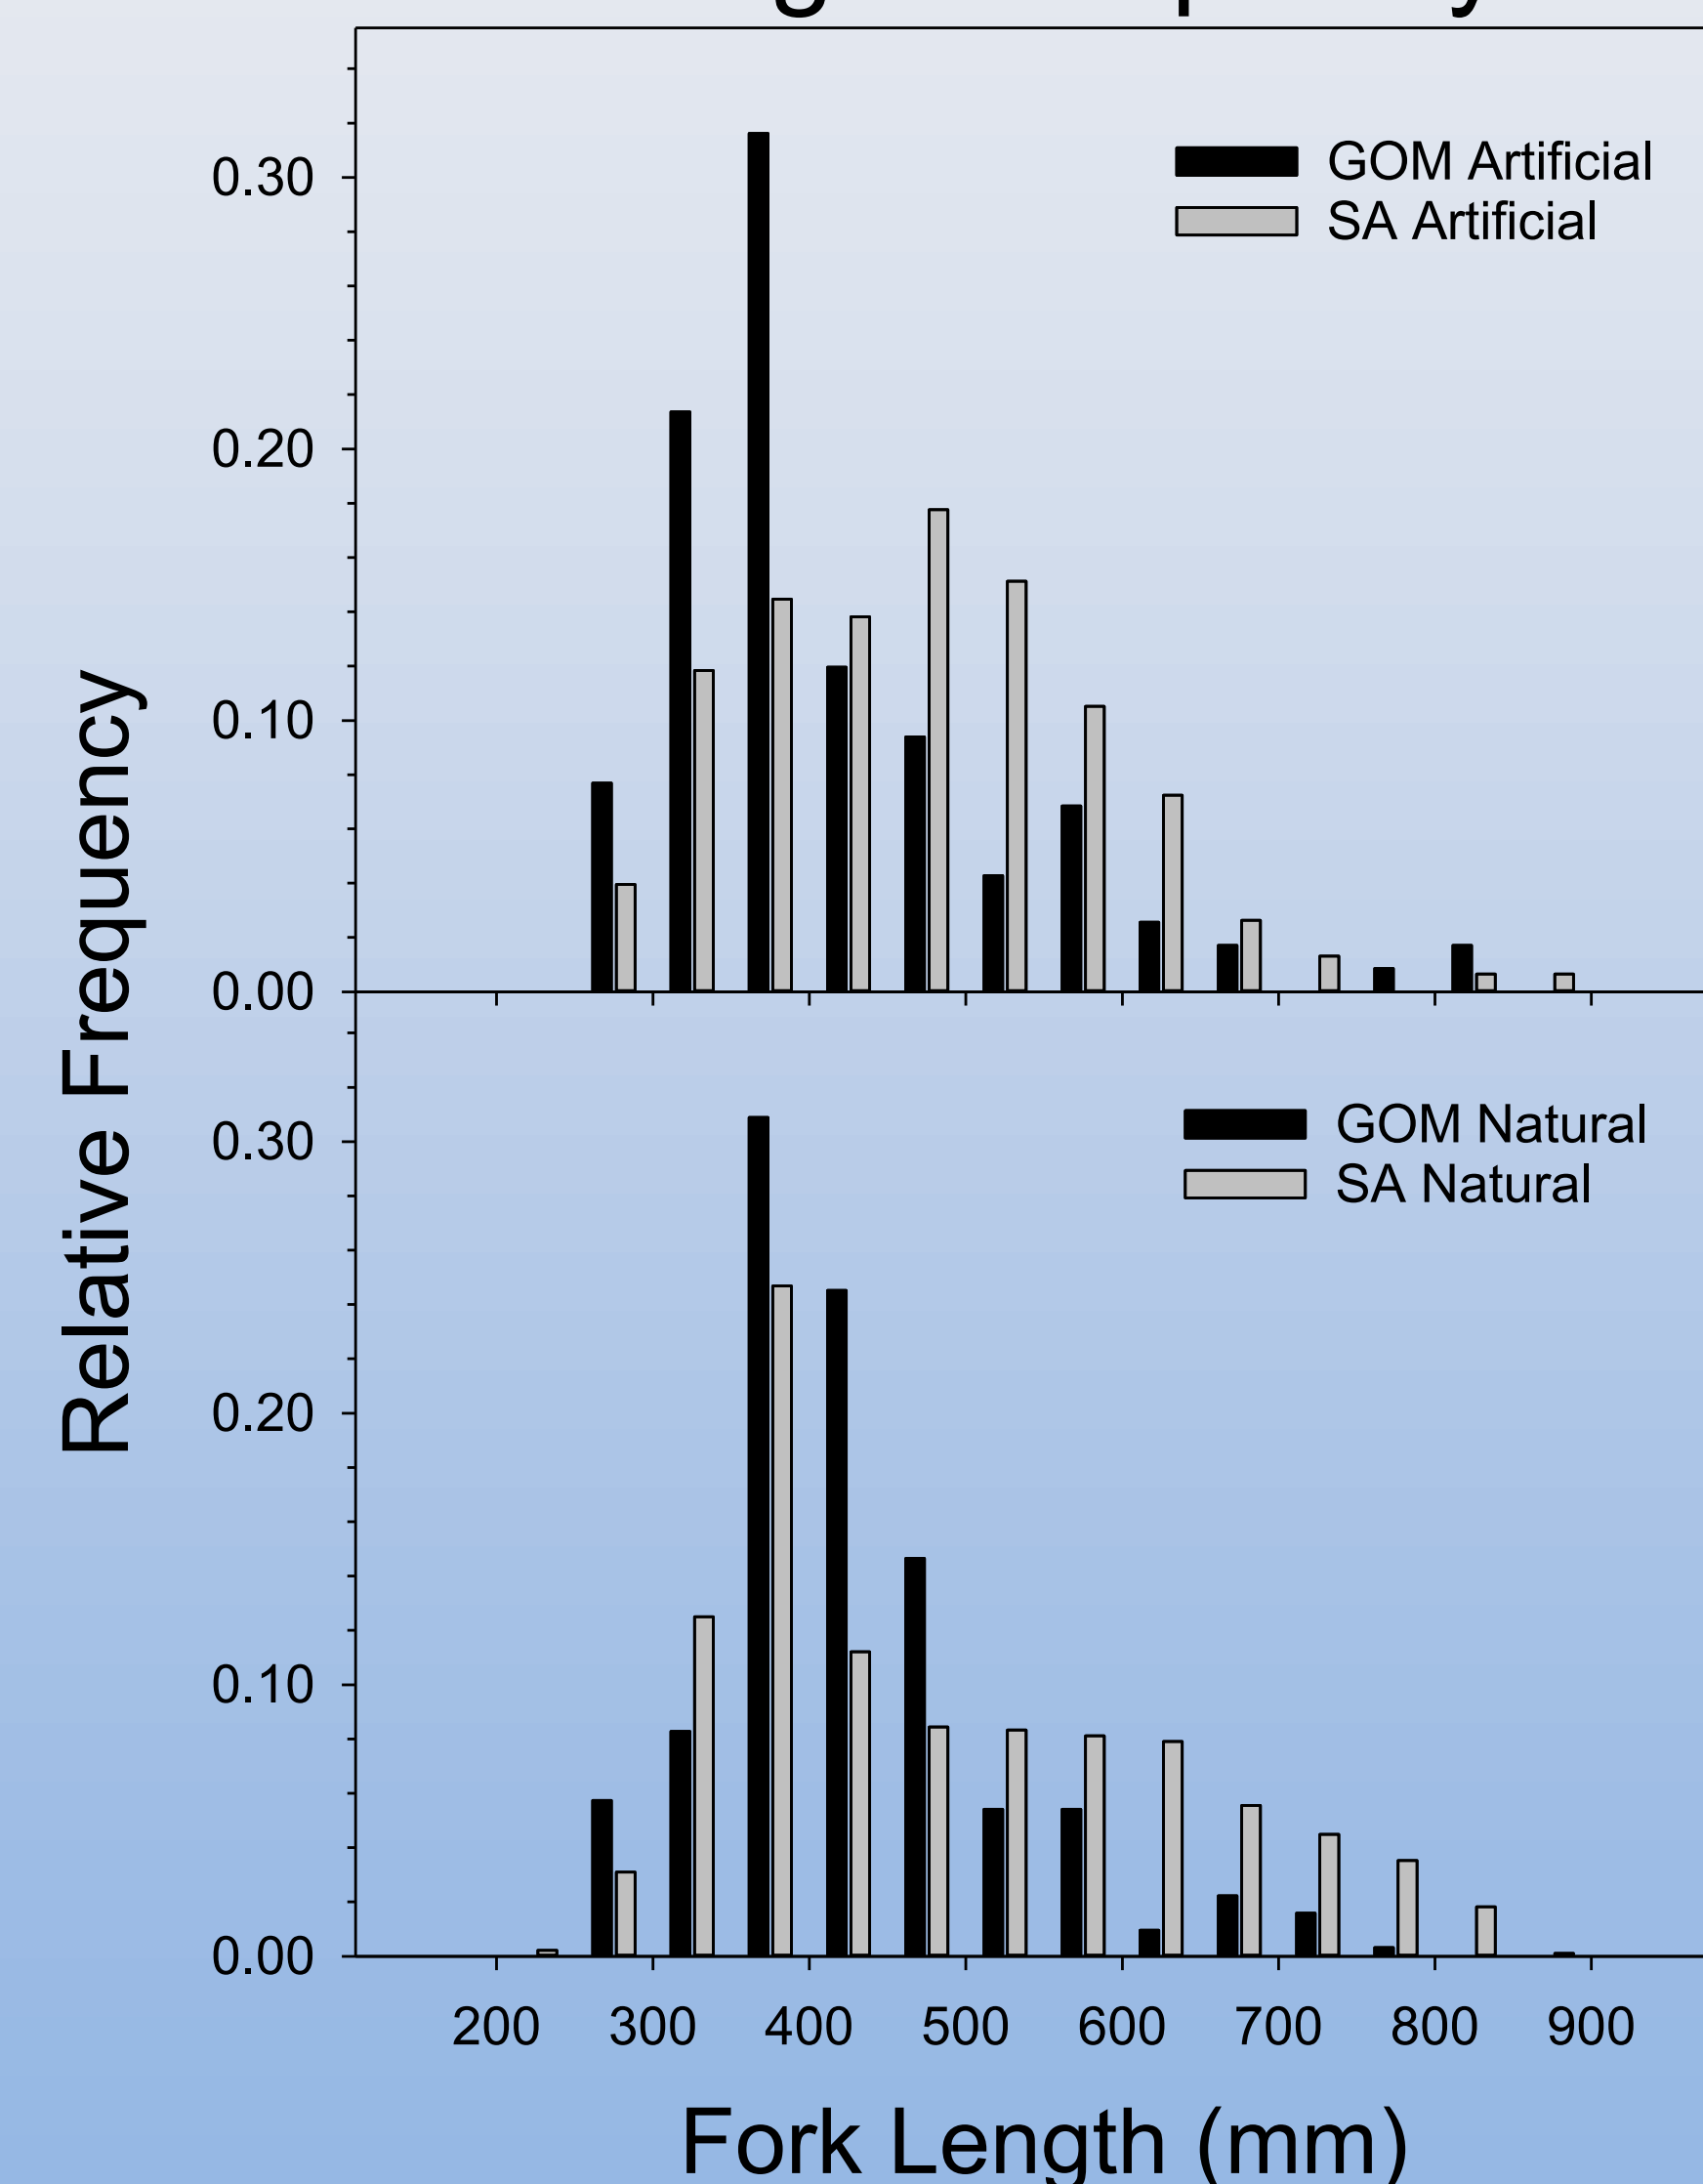 0.30
0.20
0.10
0.00
GOM Artificial
SA Artificial
Relative Frequency
0.30
0.20
0.10
0.00
GOM Natural
SA Natural
200 300 400 500 600 700 800 900
Fork Length (mm)